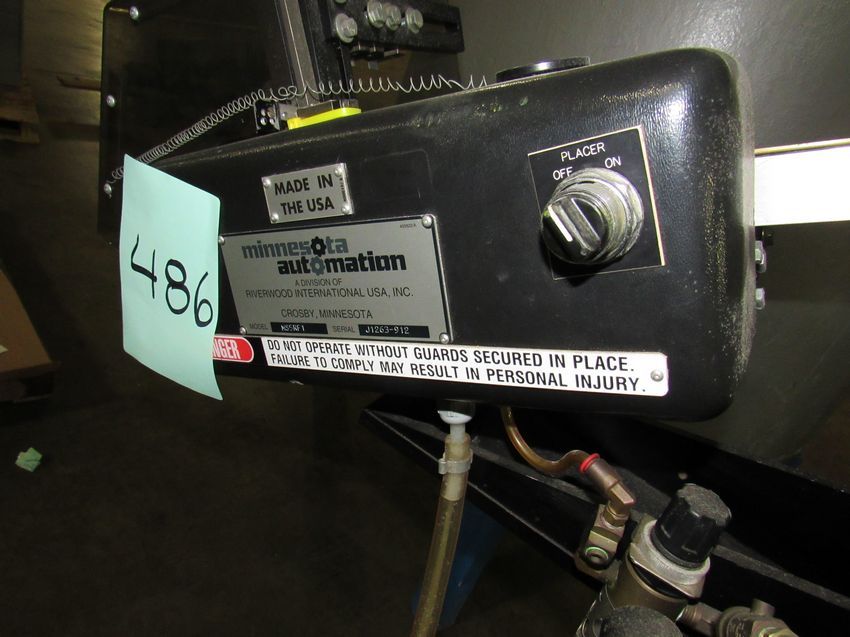 PLACER
OFF ON
MADE IN
THE USA
minnesota
automation
A DIVISION OF
RIVERWOOD INTERNATIONAL USA, INC.
CROSBY, MINNESOTA
MODEL SERIAL J1263-912
486
DO NOT OPERATE WITHOUT GUARDS SECURED IN PLACE.
FAILURE TO COMPLY MAY RESULT IN PERSONAL INJURY.